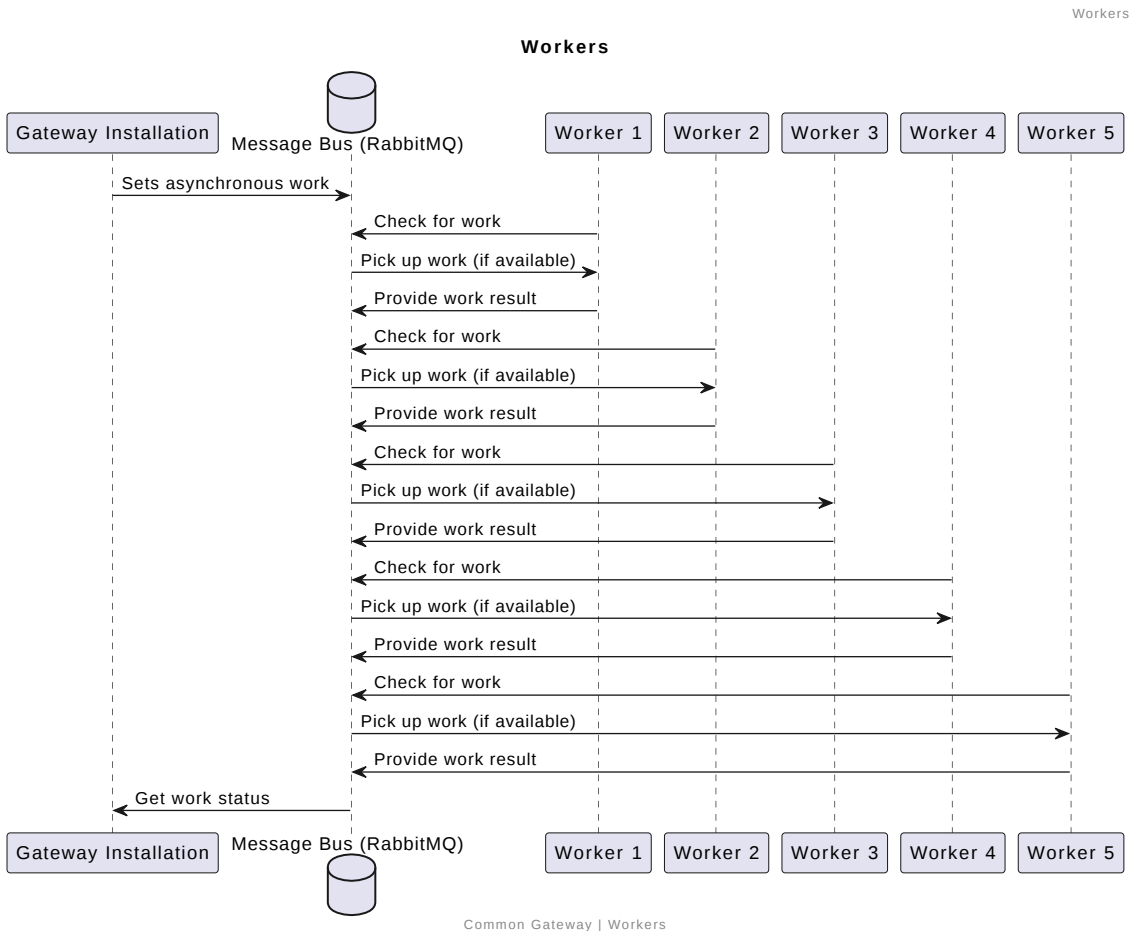 Workers
Workers
Gateway Installation
Message Bus (RabbitMQ)
Worker 1
Worker 2
Worker 3
Worker 4
Worker 5
Sets asynchronous work
Check for work
Pick up work (if available)
Provide work result
Check for work
Pick up work (if available)
Provide work result
Check for work
Pick up work (if available)
Provide work result
Check for work
Pick up work (if available)
Provide work result
Check for work
Pick up work (if available)
Provide work result
Get work status
Gateway Installation
Message Bus (RabbitMQ)
Worker 1
Worker 2
Worker 3
Worker 4
Worker 5
Common Gateway | Workers